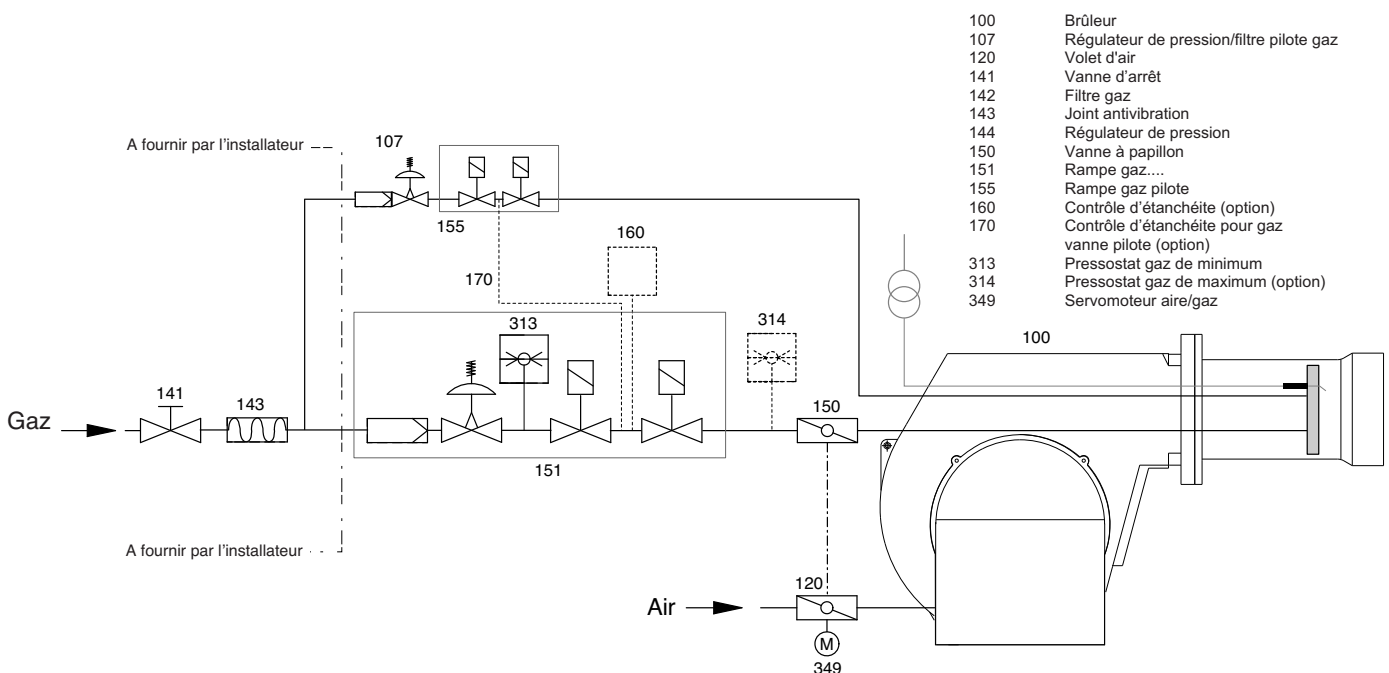 100 Brûleur
107 Régulateur de pression/filtre pilote gaz
120 Volet d'air
141 Vanne d’arrêt
142 Filtre gaz
143 Joint antivibration
144 Régulateur de pression
150 Vanne à papillon
151 Rampe gaz....
155 Rampe gaz pilote
160 Contrôle d’étanchéite (option)
170 Contrôle d’étanchéite pour gaz
vanne pilote (option)
313 Pressostat gaz de minimum
314 Pressostat gaz de maximum (option)
349 Servomoteur aire/gaz
A fournir par l’installateur
107
155
160
170
313
314
100
141
143
Gaz
150
151
A fournir par l’installateur
120
Air
M
349